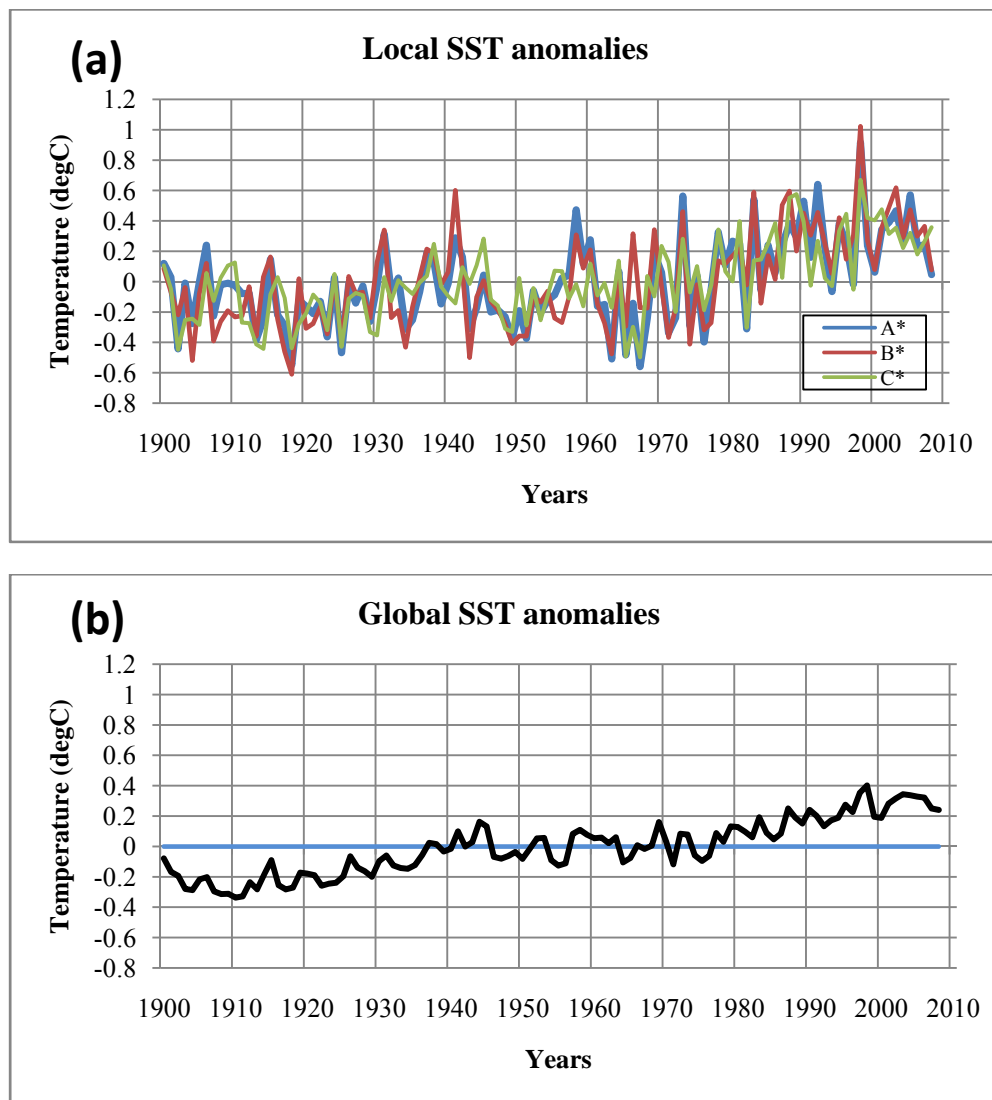 (a)
Local SST anomalies
Temperature (degC)
1.2
1
0.8
0.6
0.4
0.2
0
-0.2
-0.4
-0.6
-0.8
A*
B*
C*
1900 1910 1920 1930 1940 1950 1960 1970 1980 1990 2000 2010
Years
(b)
Global SST anomalies
Temperature (degC)
1.2
1
0.8
0.6
0.4
0.2
0
-0.2
-0.4
-0.6
-0.8
1900 1910 1920 1930 1940 1950 1960 1970 1980 1990 2000 2010
Years